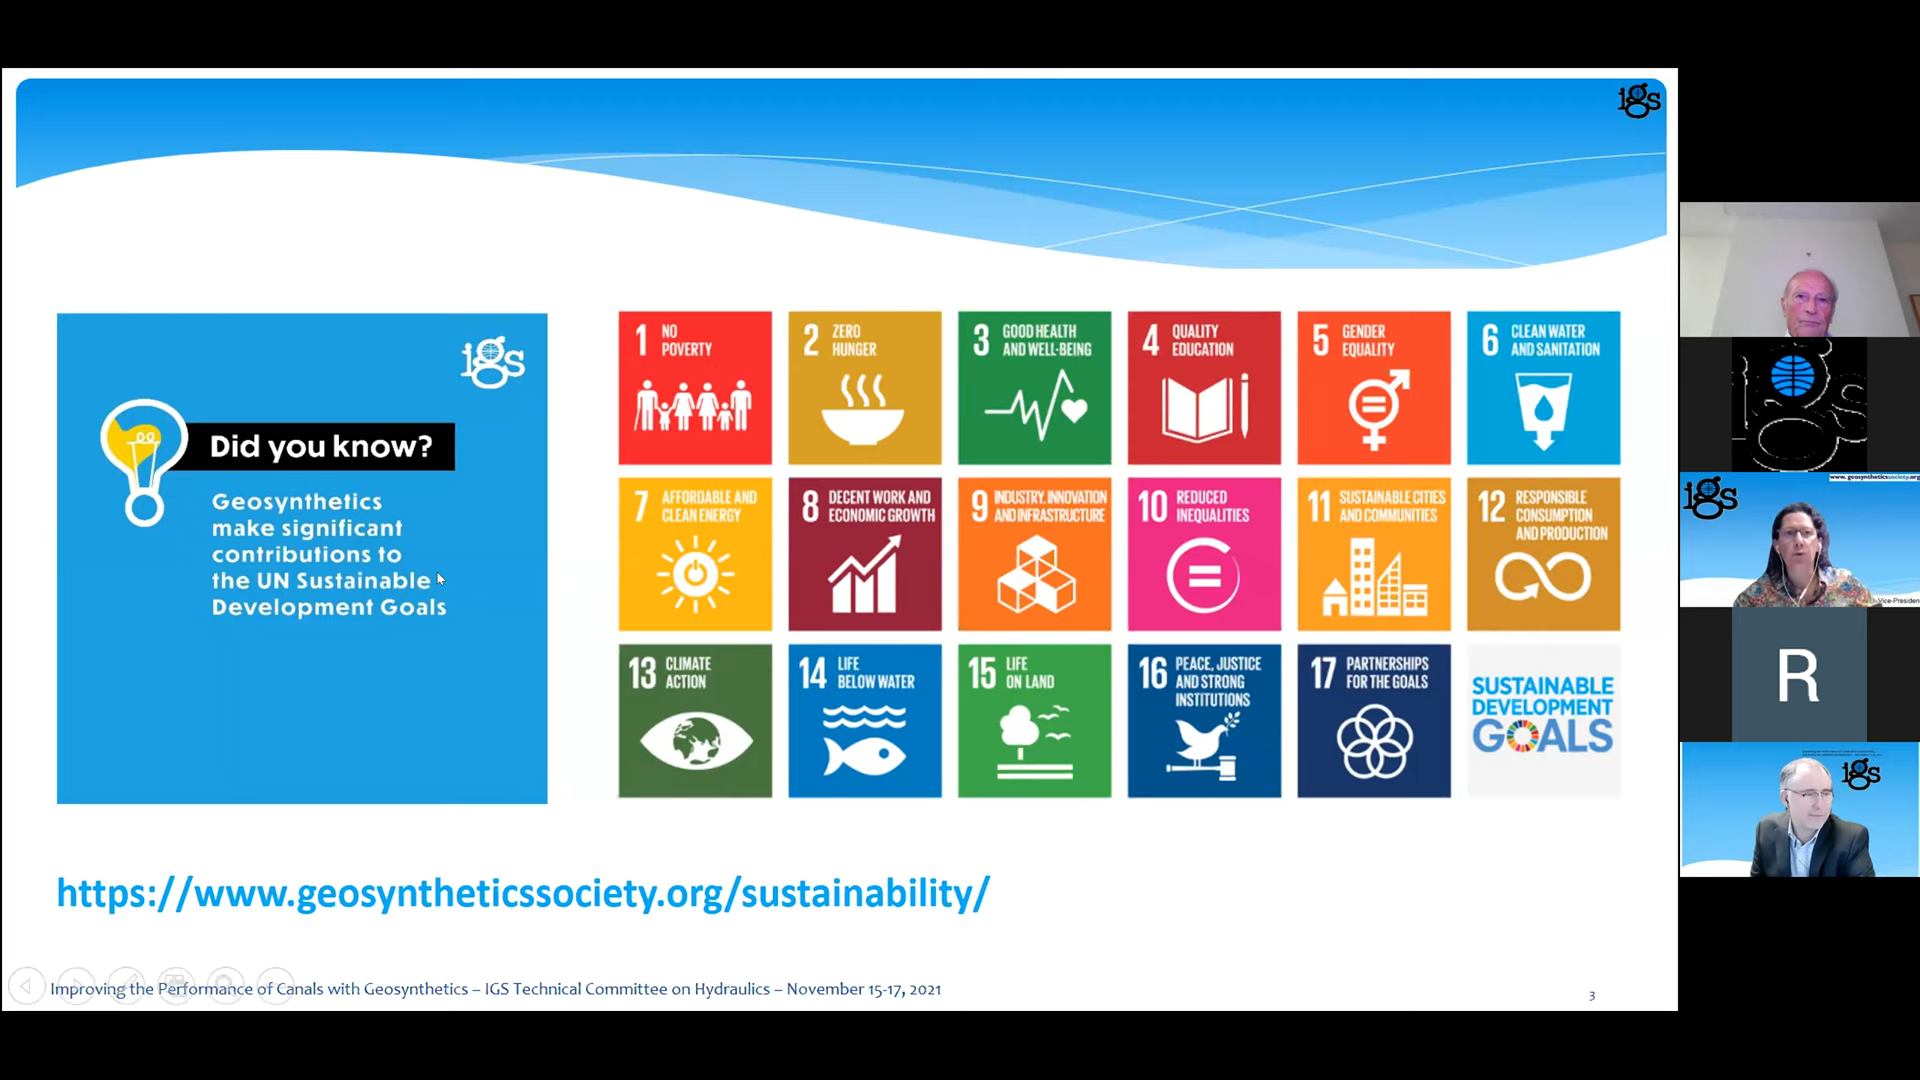 igs
igs
Did you know?
Geosynthetics
make significant
contributions to
the UN Sustainable
Development Goals
1 NO
POVERTY
2 ZERO
HUNGER
3 GOOD HEALTH
AND WELL-BEING
4 QUALITY
EDUCATION
5 GENDER
EQUALITY
6 CLEAN WATER
AND SANITATION
7 AFFORDABLE AND
CLEAN ENERGY
8 DECENT WORK AND
ECONOMIC GROWTH
9 INDUSTRY, INNOVATION
AND INFRASTRUCTURE
10 REDUCED
INEQUALITIES
11 SUSTAINABLE CITIES
AND COMMUNITIES
12 RESPONSIBLE
CONSUMPTION
AND PRODUCTION
13 CLIMATE
ACTION
14 LIFE
BELOW WATER
15 LIFE
ON LAND
16 PEACE, JUSTICE
AND STRONG
INSTITUTIONS
17 PARTNERSHIPS
FOR THE GOALS
SUSTAINABLE
DEVELOPMENT
GOALS
https://www.geosyntheticssociety.org/sustainability/
Improving the Performance of Canals with Geosynthetics – IGS Technical Committee on Hydraulics – November 15-17, 2021
3
igs
www.geosyntheticssociety.org
igs
Vice-Presiden
R
igs